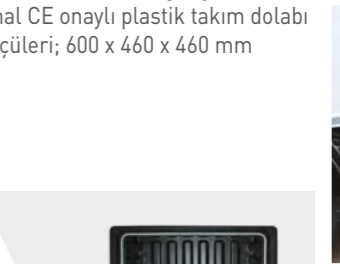 nal CE onaylı plastik takım dolabı
çüleri; 600 x 460 x 460 mm